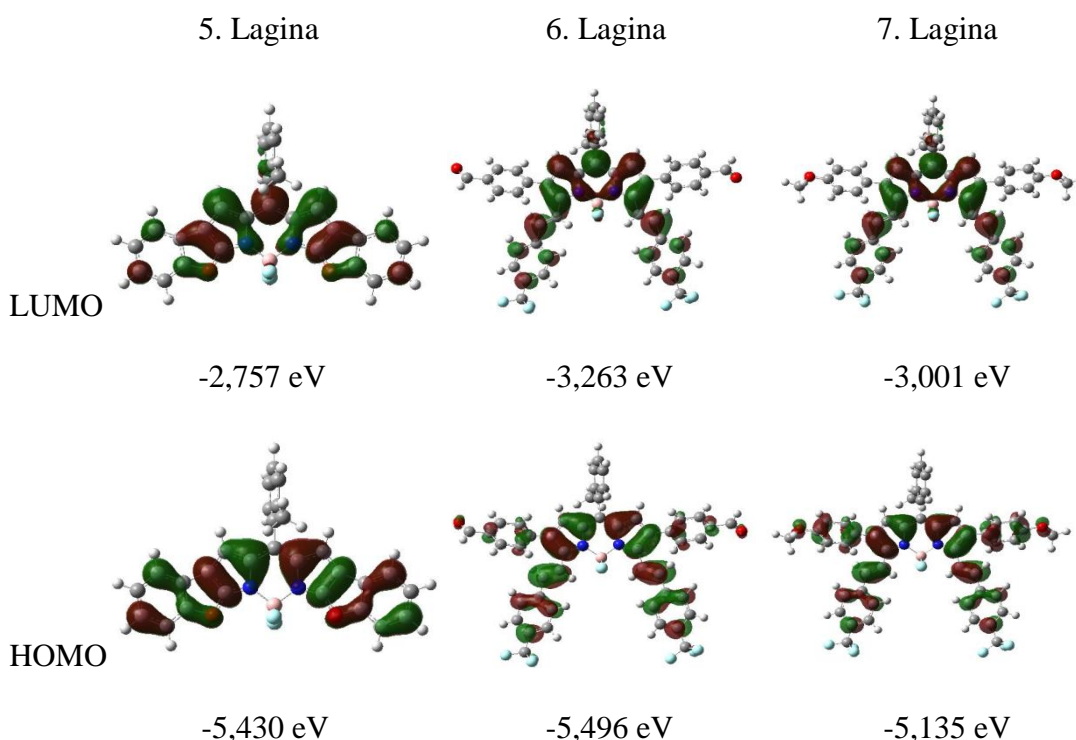 5. Lagina 6. Lagina 7. Lagina
LUMO
-2,757 eV -3,263 eV -3,001 eV
HOMO
-5,430 eV -5,496 eV -5,135 eV